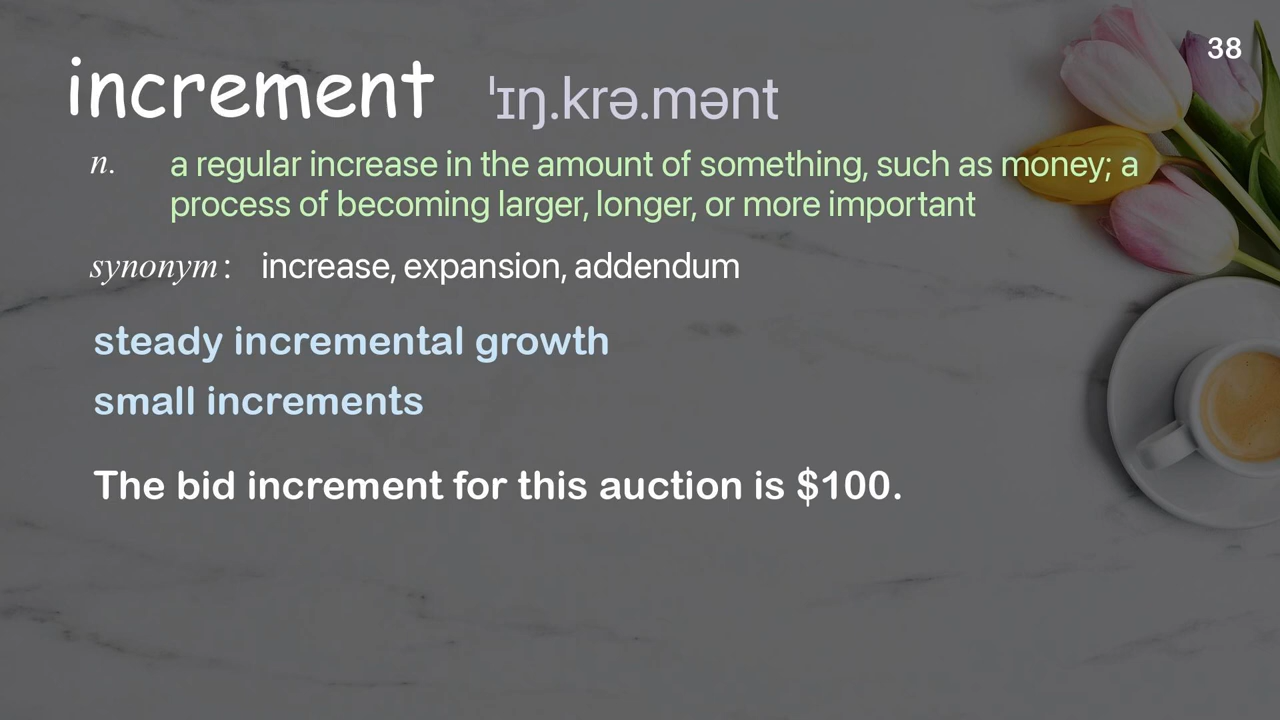 38
increment ˈɪŋ.krə.mənt
n. a regular increase in the amount of something, such as money; a
process of becoming larger, longer, or more important
synonym: increase, expansion, addendum
steady incremental growth
small increments
The bid increment for this auction is $100.